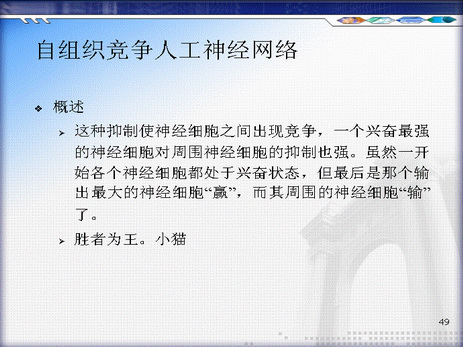 自组织竞争人工神经网络
概述
这种抑制使神经细胞之间出现竞争，一个兴奋最强
的神经细胞对周围神经细胞的抑制也强。虽然一开
始各个神经细胞都处于兴奋状态，但最后是那个输
出最大的神经细胞“赢”，而其周围的神经细胞“输”
了。
胜者为王。小猫
49